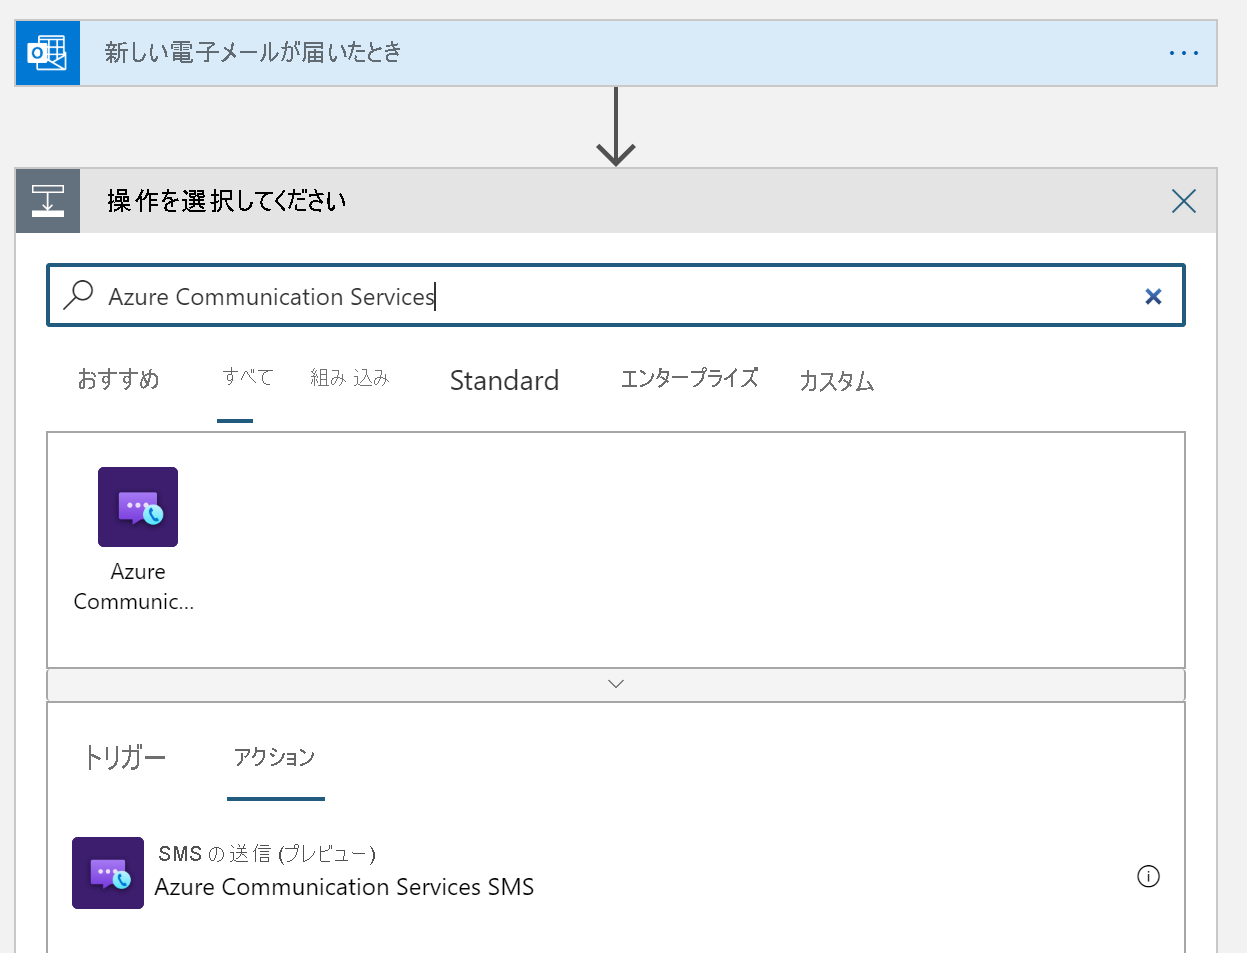 新しい電子メールが届いたとき
操作を選択してください
Azure Communication Services
おすすめ すべて 組み込み Standard エンタープライズ カスタム
Azure
Communic...
トリガー アクション
SMS の送信 (プレビュー)
Azure Communication Services SMS